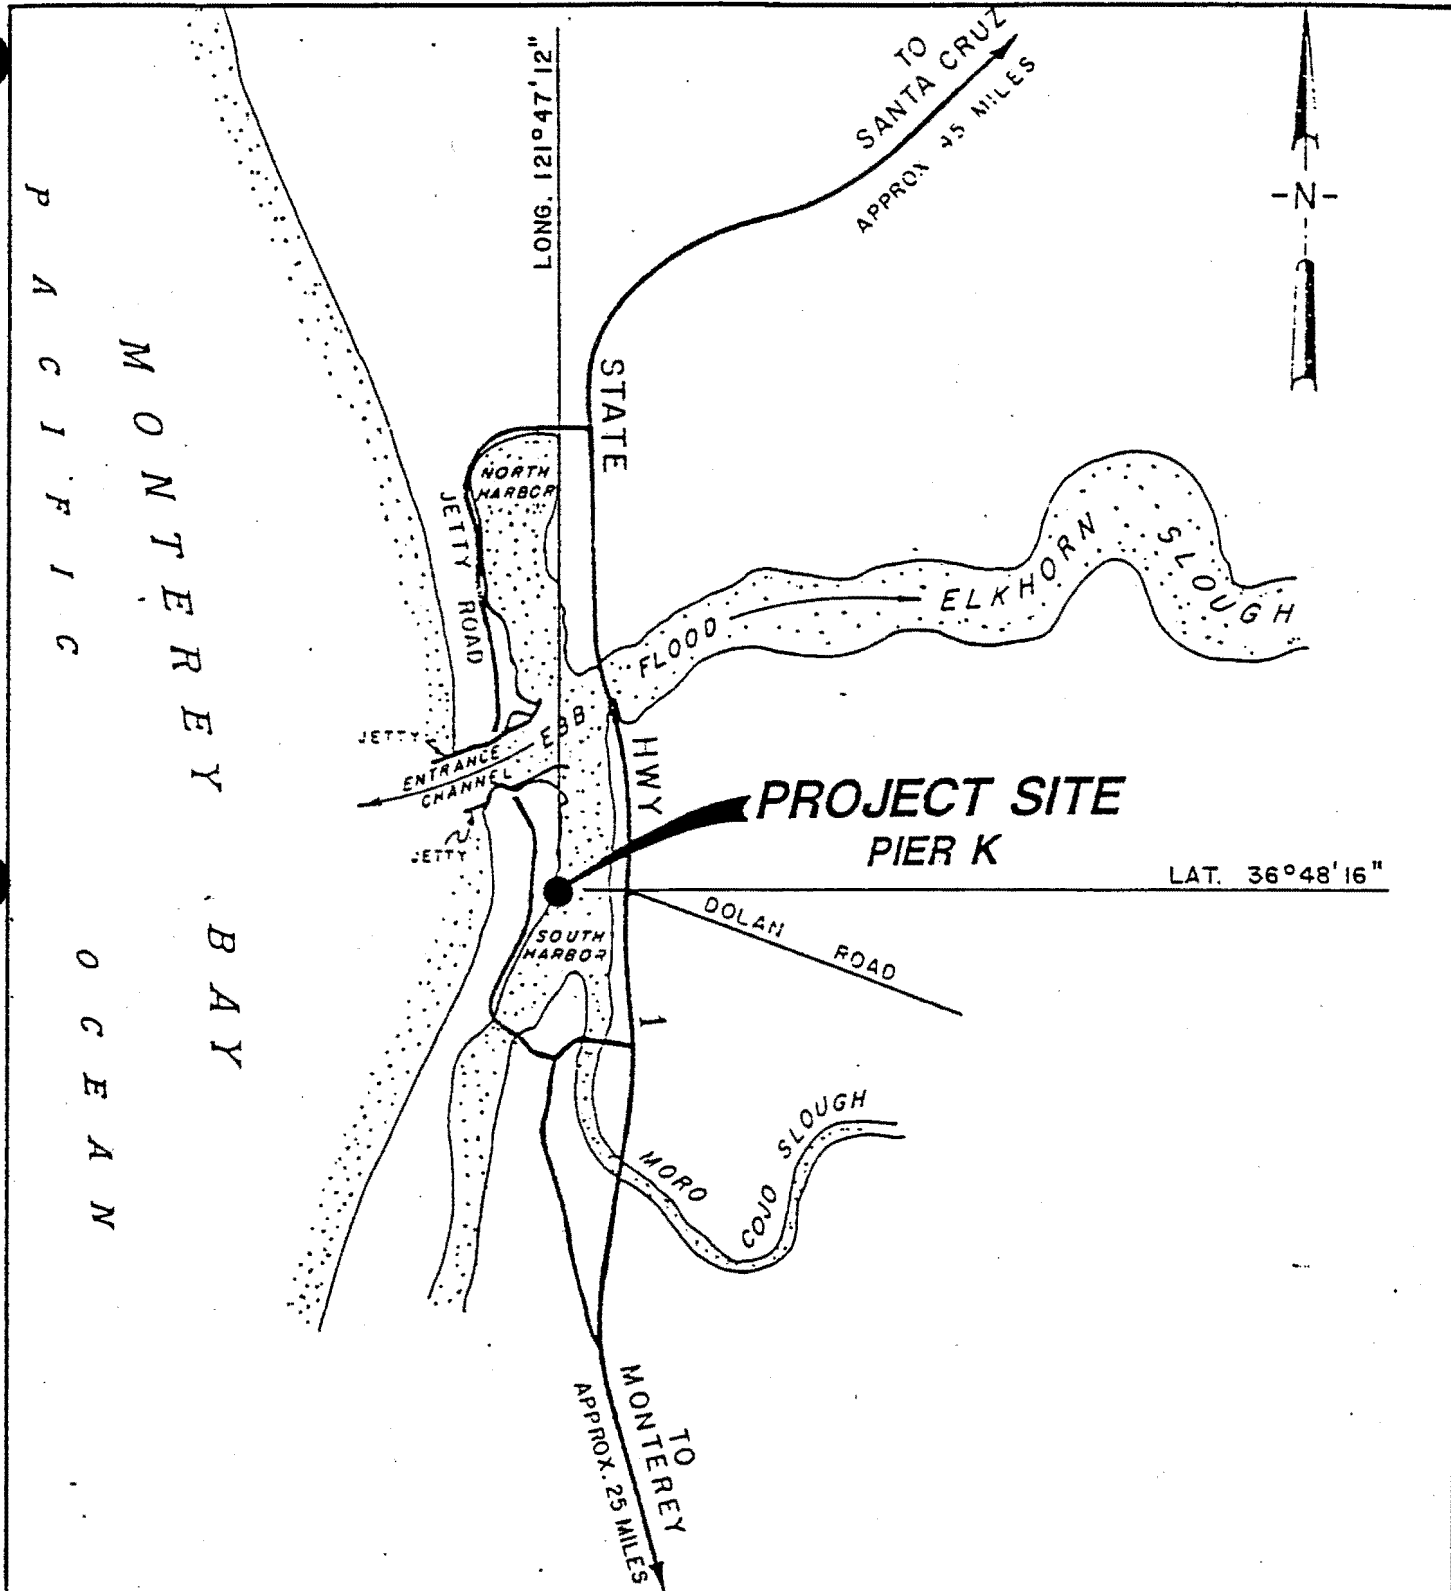 TO
SANTA CRUZ
APPROX 45 MILES
LONG. 121°47'12"
-N-
PACIFIC
OCEAN
MONTEREY BAY
STATE
HWY
1
NORTH
HARBOR
JETTY ROAD
ELKHORN SLOUGH
FLOOD
EBB
JETTY
ENTRANCE
CHANNEL
JETTY
PROJECT SITE
PIER K
LAT. 36°48'16"
DOLAN ROAD
SOUTH
HARBOR
MORO COJO SLOUGH
TO
MONTEREY
APPROX. 25 MILES